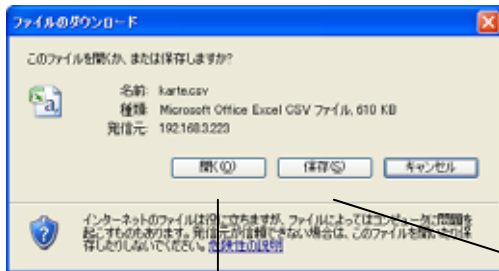 ファイルのダウンロード
このファイルを開くか、または保存しますか?
名前: karte.csv
種類: Microsoft Office Excel CSV ファイル, 610 KB
発信元: 192.168.3.223
開く(O) 保存(S) キャンセル
インターネットのファイルは役に立ちますが、ファイルによってはコンピュータに問題を
起こすものもあります。発信元が信頼できない場合は、このファイルを開いたり保
存したりしないでください。危険性の説明